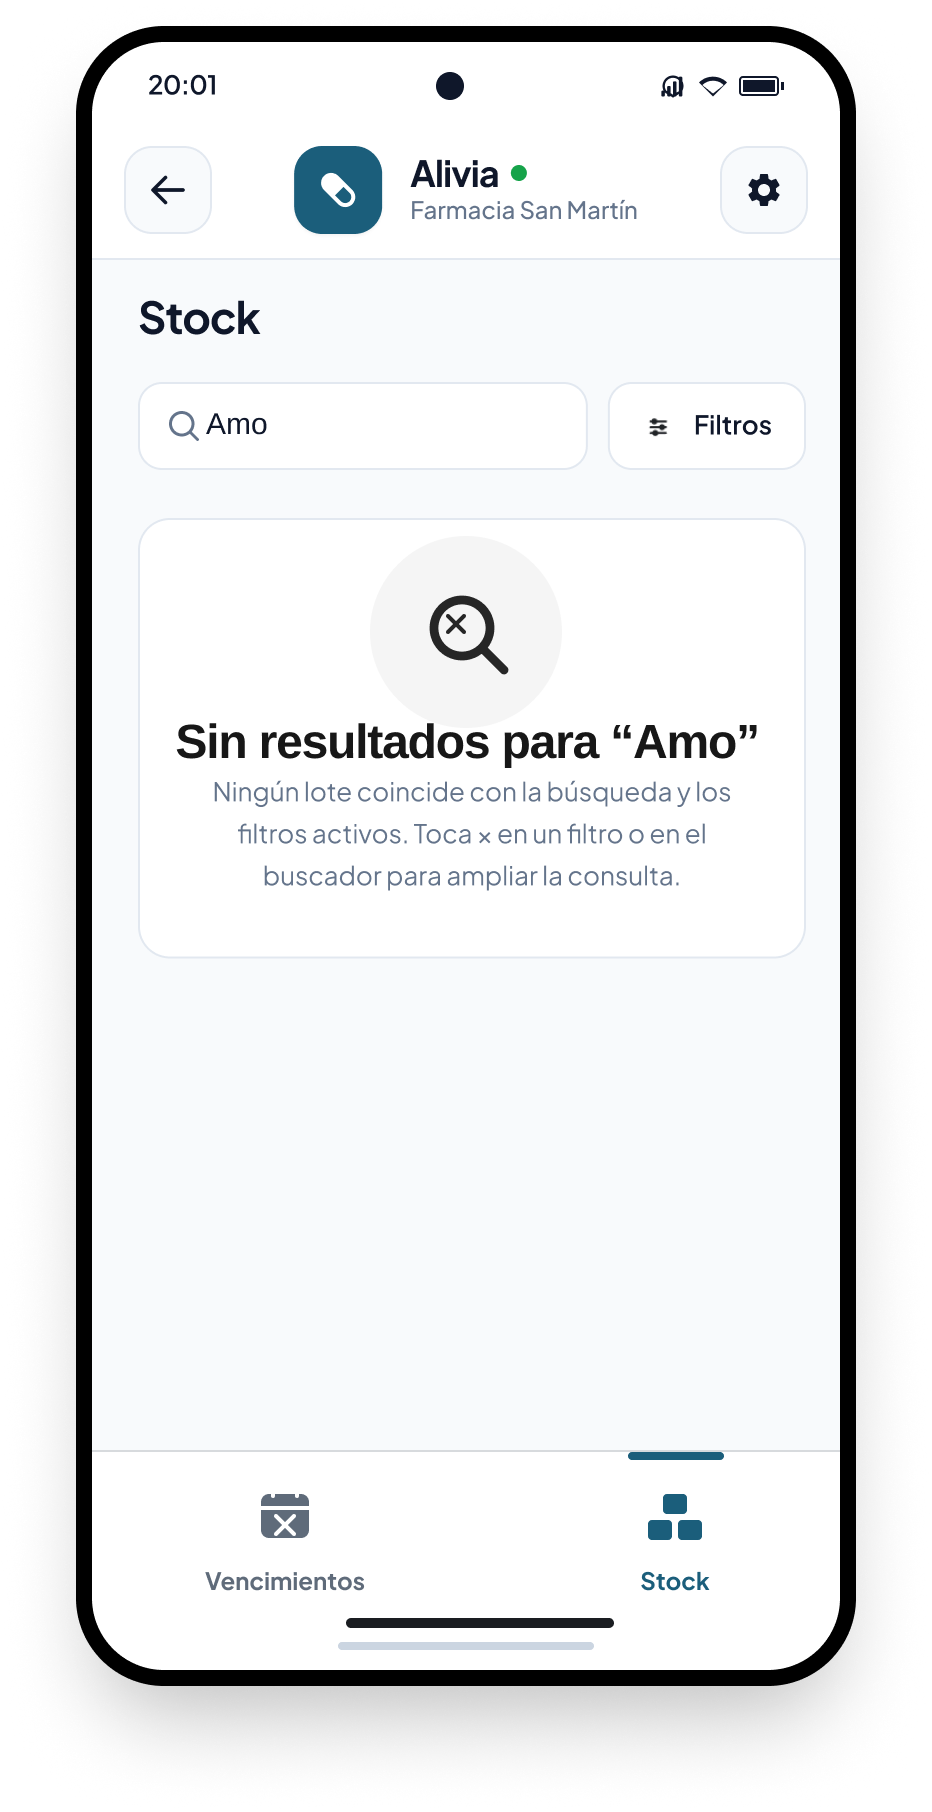 20:01
Alivia
Farmacia San Martín
Stock
Amo
Filtros
Sin resultados para “Amo”
Ningún lote coincide con la búsqueda y los
filtros activos. Toca × en un filtro o en el
buscador para ampliar la consulta.
Vencimientos
Stock